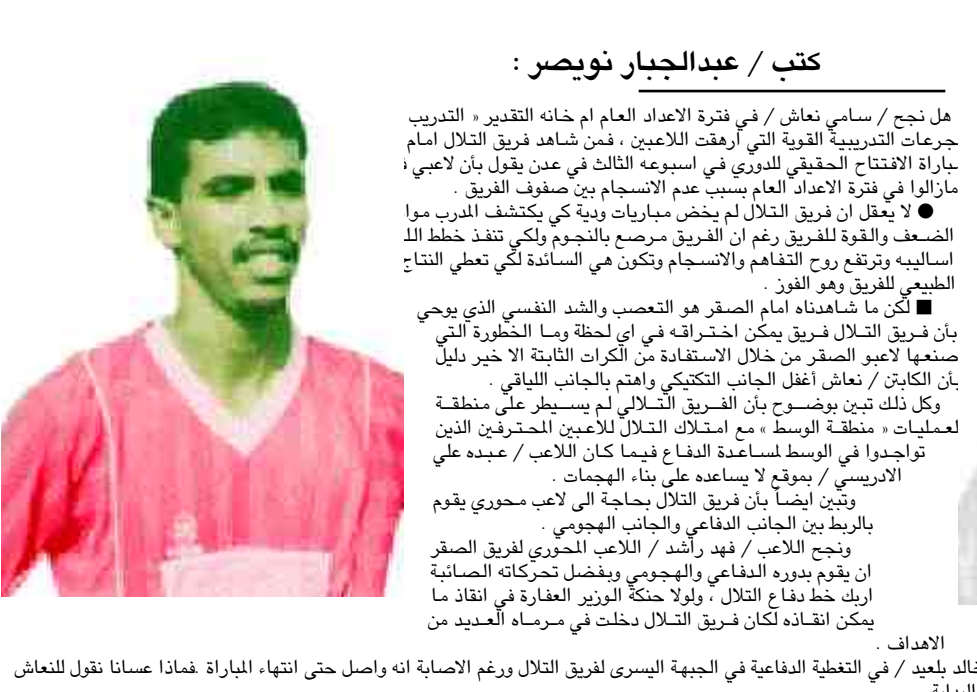 كتب / عبدالجبار نويصر :
هل نجح / سامي نعاش / في فترة الاعداد العام ام خانه التقدير « التدريب
جرعات التدريبية القوية التي ارهقت اللاعبين ، فمن شاهد فريق التلال امام
باراة الافتتاح الحقيقي للدوري في اسبوعه الثالث في عدن يقول بأن لاعبي
مازالوا في فترة الاعداد العام بسبب عدم الانسجام بين صفوف الفريق .
● لا يعقل ان فريق التلال لم يخض مباريات ودية كي يكتشف المدرب
الضعف والقوة للفريق رغم ان الفريق مرصع بالنجوم ولكي تنفذ خطط
اساليبه وترتفع روح التفاهم والانسجام وتكون هي السائدة لكي تعطي النتاج
الطبيعي للفريق وهو الفوز .
■ لكن ما شاهدناه امام الصقر هو التعصب والشد النفسي الذي يوحي
بأن فريق التلال فريق يمكن اختراقه في اي لحظة وما الخطورة التي
صنعها لاعبو الصقر من خلال الاستفادة من الكرات الثابتة الا خير دليل
بأن الكابتن / نعاش أغفل الجانب التكتيكي واهتم بالجانب اللياقي .
وكل ذلك تبين بوضوح بأن الفريق التلالي لم يسيطر على منطقة
لعمليات « منطقة الوسط » مع امتلاك التلال للاعبين المحترفين الذين
تواجدوا في الوسط لمساعدة الدفاع فيما كان اللاعب / عبده علي
الادريسي / بموقع لا يساعده على بناء الهجمات .
وتبين ايضاً بأن فريق التلال بحاجة الى لاعب محوري يقوم
بالربط بين الجانب الدفاعي والجانب الهجومي .
ونجح اللاعب / فهد راشد / اللاعب المحوري لفريق الصقر
ان يقوم بدوره الدفاعي والهجومي وبفضل تحركاته الصائبة
اربك خط دفاع التلال ، ولولا حنكة الوزير العفارة في انقاذ ما
يمكن انقاذه لكان فريق التلال دخلت في مرماه العديد من
الاهداف .
خالد بلعيد / في التغطية الدفاعية في الجبهة اليسرى لفريق التلال ورغم الاصابة انه واصل حتى انتهاء المباراة .فماذا عسانا نقول للنعاش